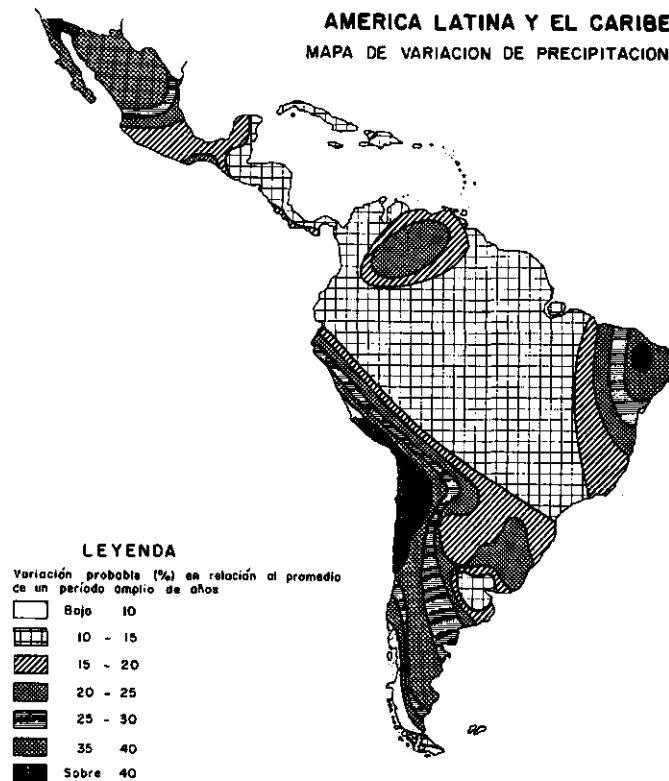 AMERICA LATINA Y EL CARIBE
MAPA DE VARIACION DE PRECIPITACION
LEYENDA
Variación probable (%) en relación al promedio
de un período amplio de años
Bajo 10
10 - 15
15 - 20
20 - 25
25 - 30
35 40
Sobre 40